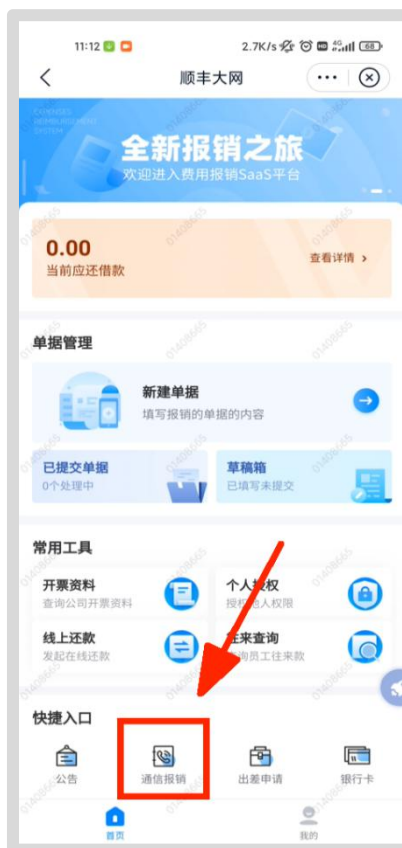 11:12 2.7K/s 4G 68
顺丰大网
EXPENSES
REIMBURSEMENT
SYSTEM
全新报销之旅
欢迎进入费用报销SaaS平台
0.00
当前应还借款
查看详情 >
单据管理
新建单据
填写报销的单据的内容
已提交单据
0个处理中
草稿箱
已填写未提交
常用工具
开票资料
查询公司开票资料
个人授权
授权他人权限
线上还款
发起在线还款
往来查询
查询员工往来款
快捷入口
公告
通信报销
出差申请
银行卡
首页
我的
01408665